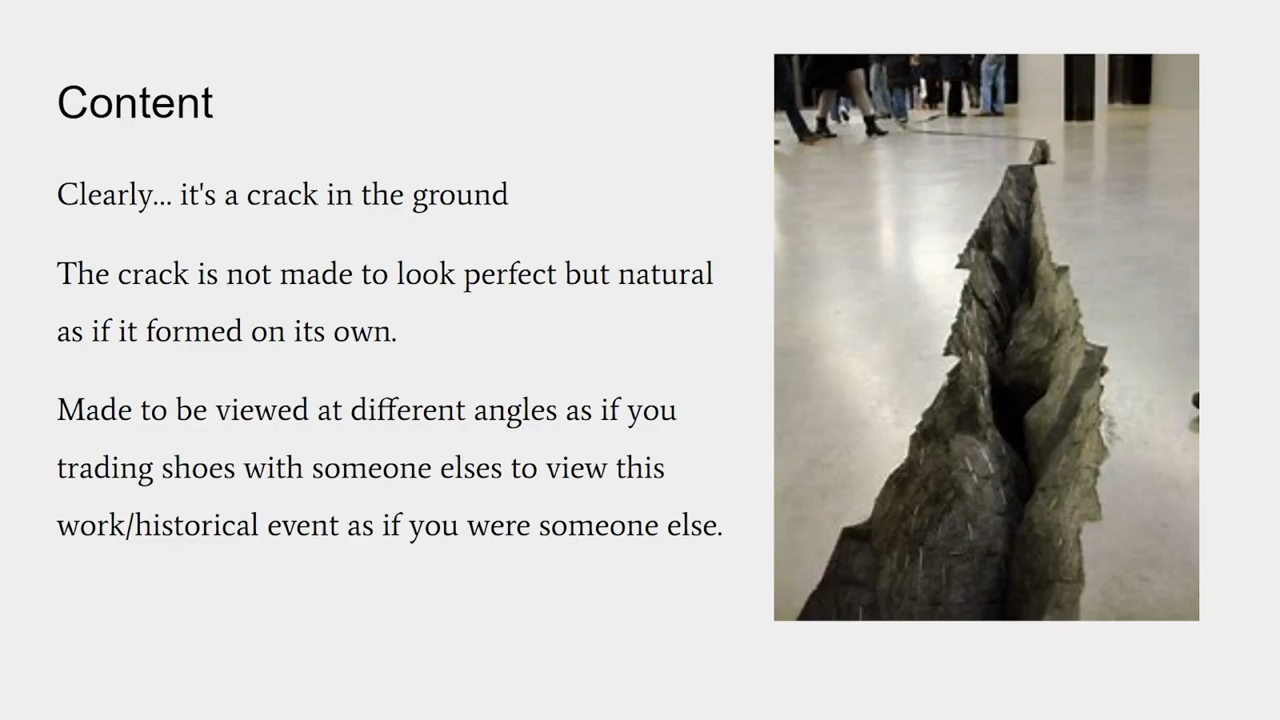 Content
Clearly... it's a crack in the ground
The crack is not made to look perfect but natural
as if it formed on its own.
Made to be viewed at different angles as if you
trading shoes with someone elses to view this
work/historical event as if you were someone else.